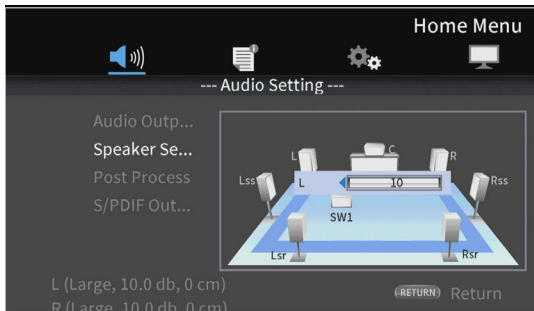 Home Menu
--- Audio Setting ---
Audio Outp...
Speaker Se...
Post Process
S/PDIF Out...
L
C
R
Lss
L
10
Rss
SW1
Lsr
Rsr
L (Large, 10.0 db, 0 cm)
R (Large, 10.0 db, 0 cm)
RETURN Return